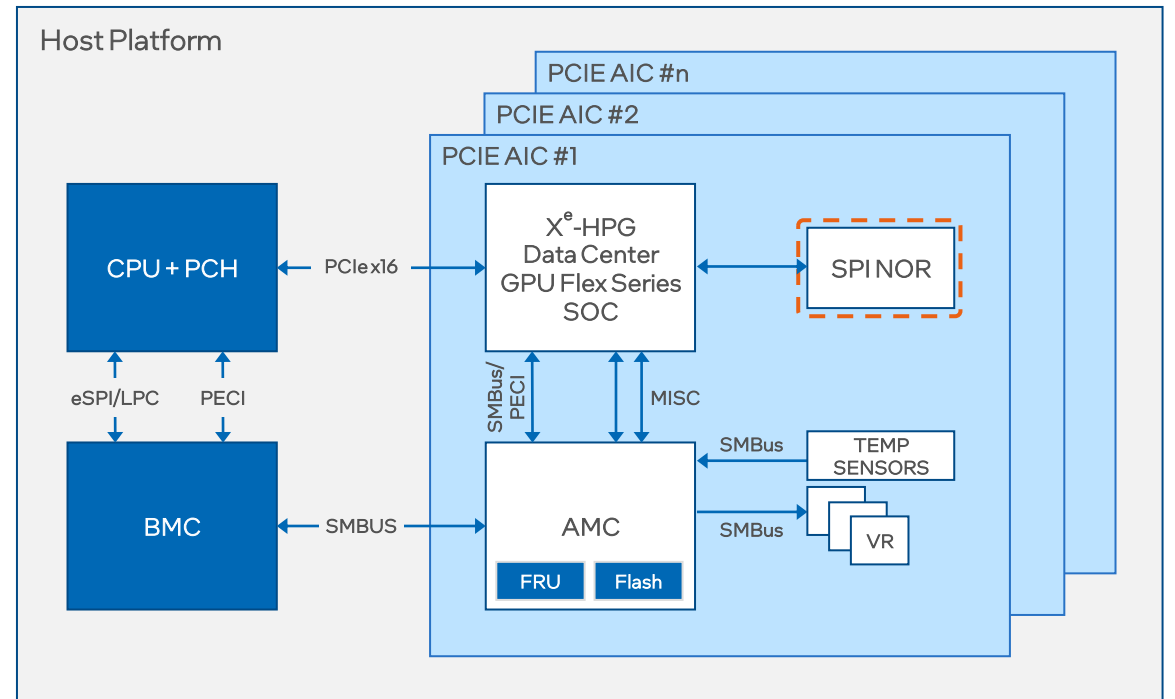 Host Platform
PCIE AIC #n
PCIE AIC #2
PCIE AIC #1
CPU + PCH
PCIe x16
Xe-HPG
Data Center
GPU Flex Series
SOC
SPI NOR
eSPI/LPC
PECI
SMBus/
PECI
MISC
BMC
SMBUS
AMC
FRU
Flash
SMBus
TEMP
SENSORS
SMBus
VR